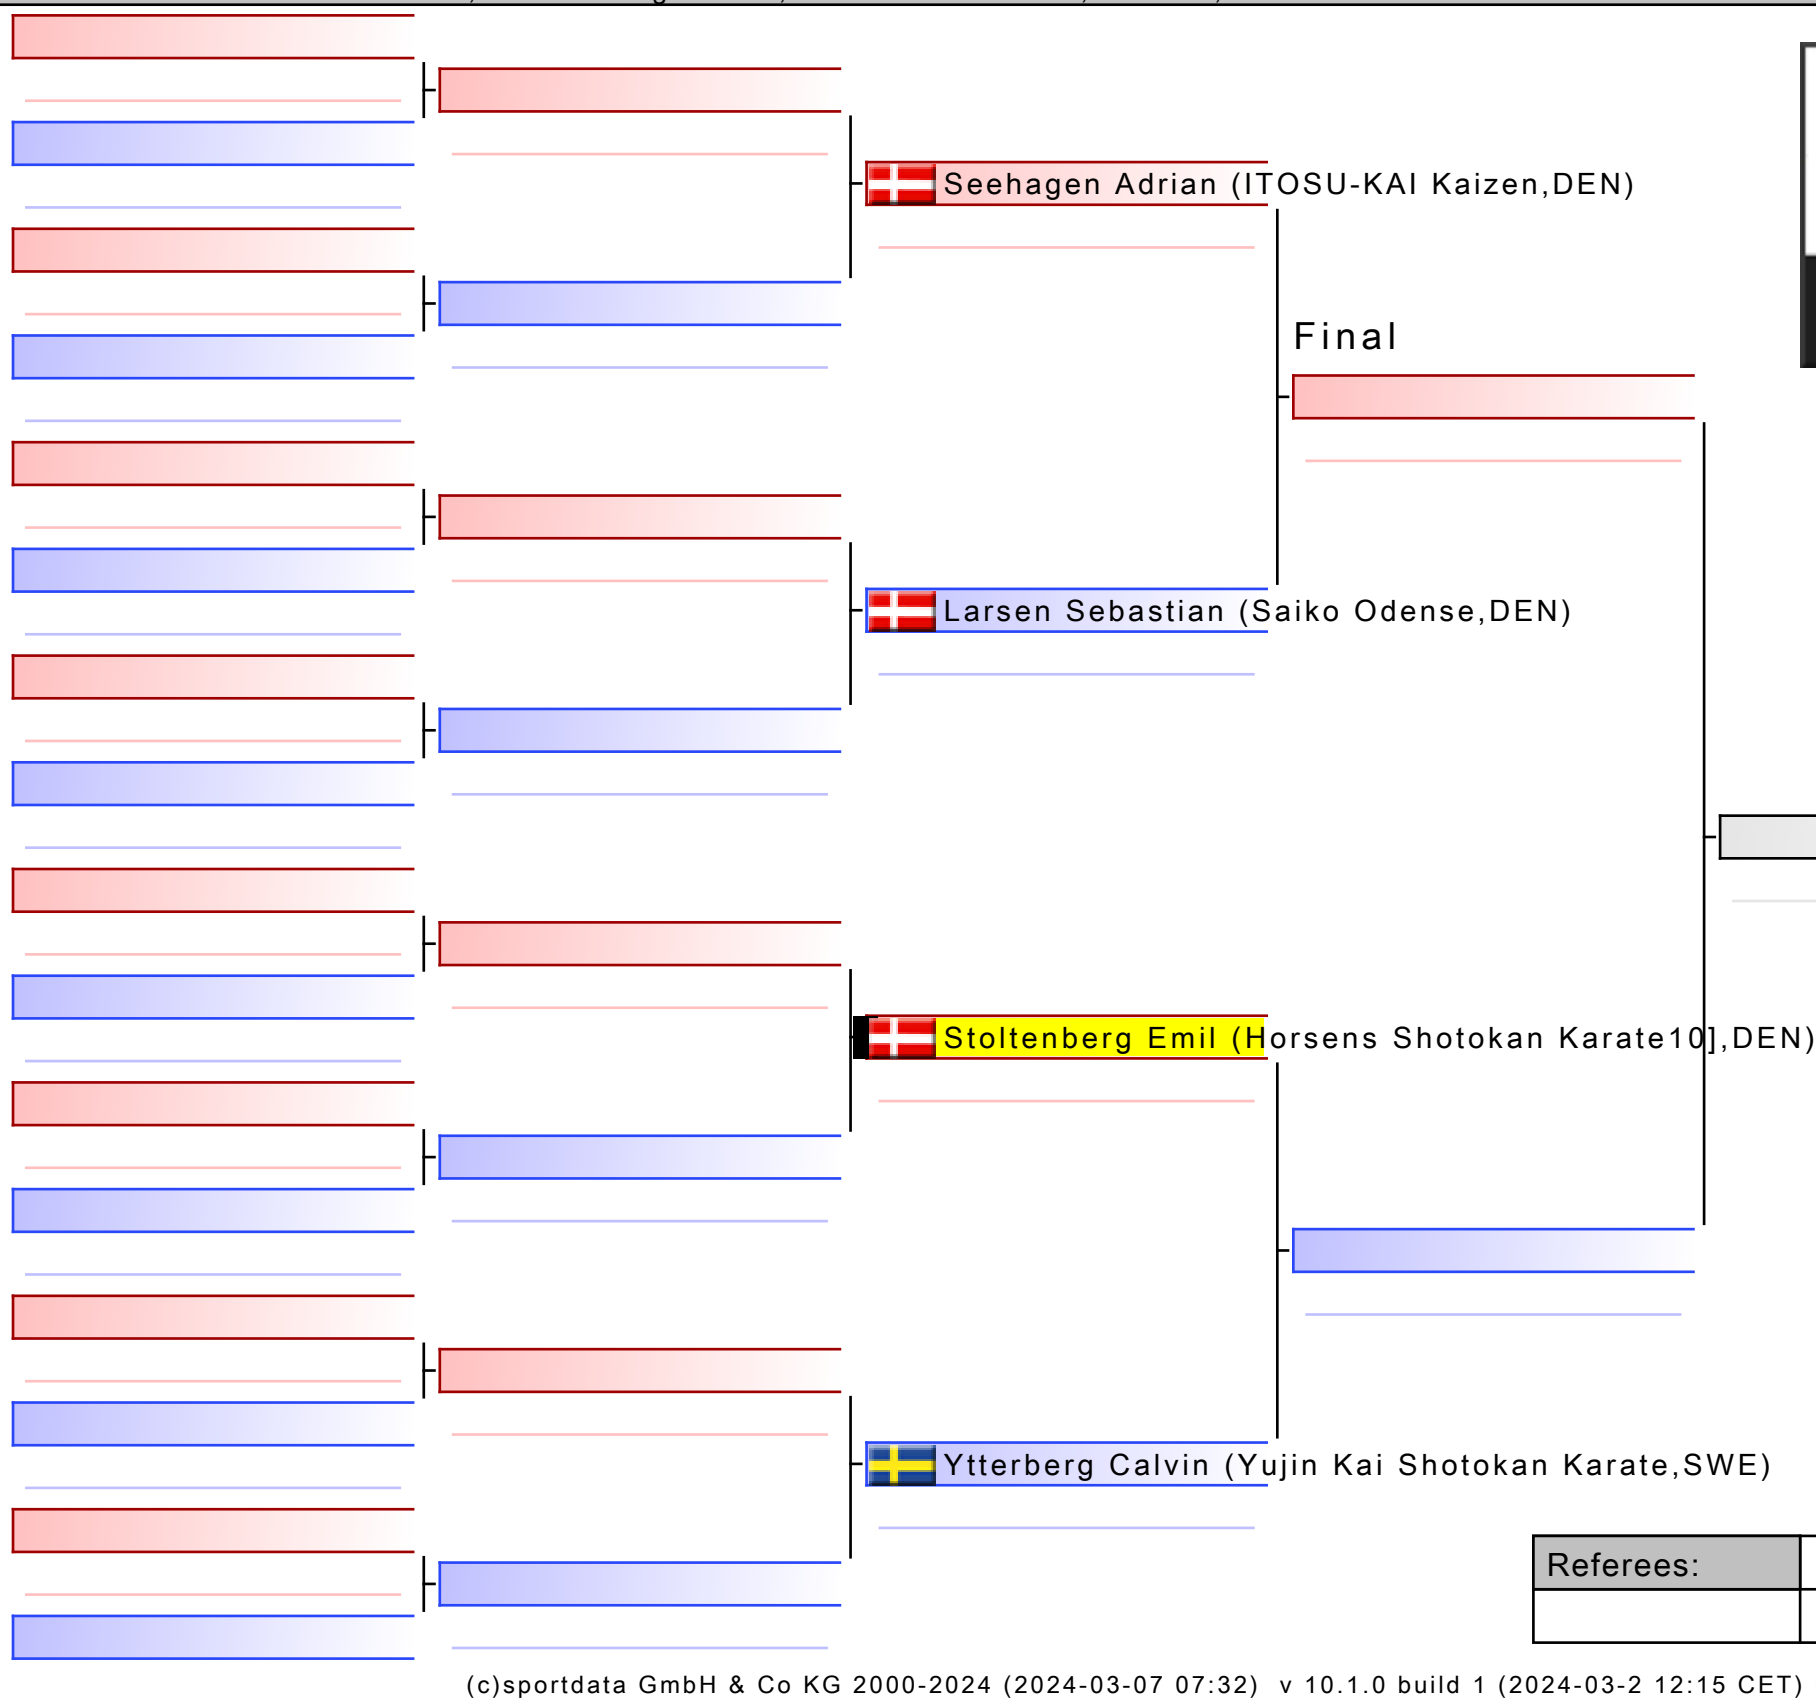 Seehagen Adrian (ITOSU-KAI Kaizen,DEN)
Final
Larsen Sebastian (Saiko Odense,DEN)
Stoltenberg Emil (Horsens Shotokan Karate10],DEN)
Ytterberg Calvin (Yujin Kai Shotokan Karate,SWE)
Referees:
(c)sportdata GmbH & Co KG 2000-2024 (2024-03-07 07:32) v 10.1.0 build 1 (2024-03-2 12:15 CET)